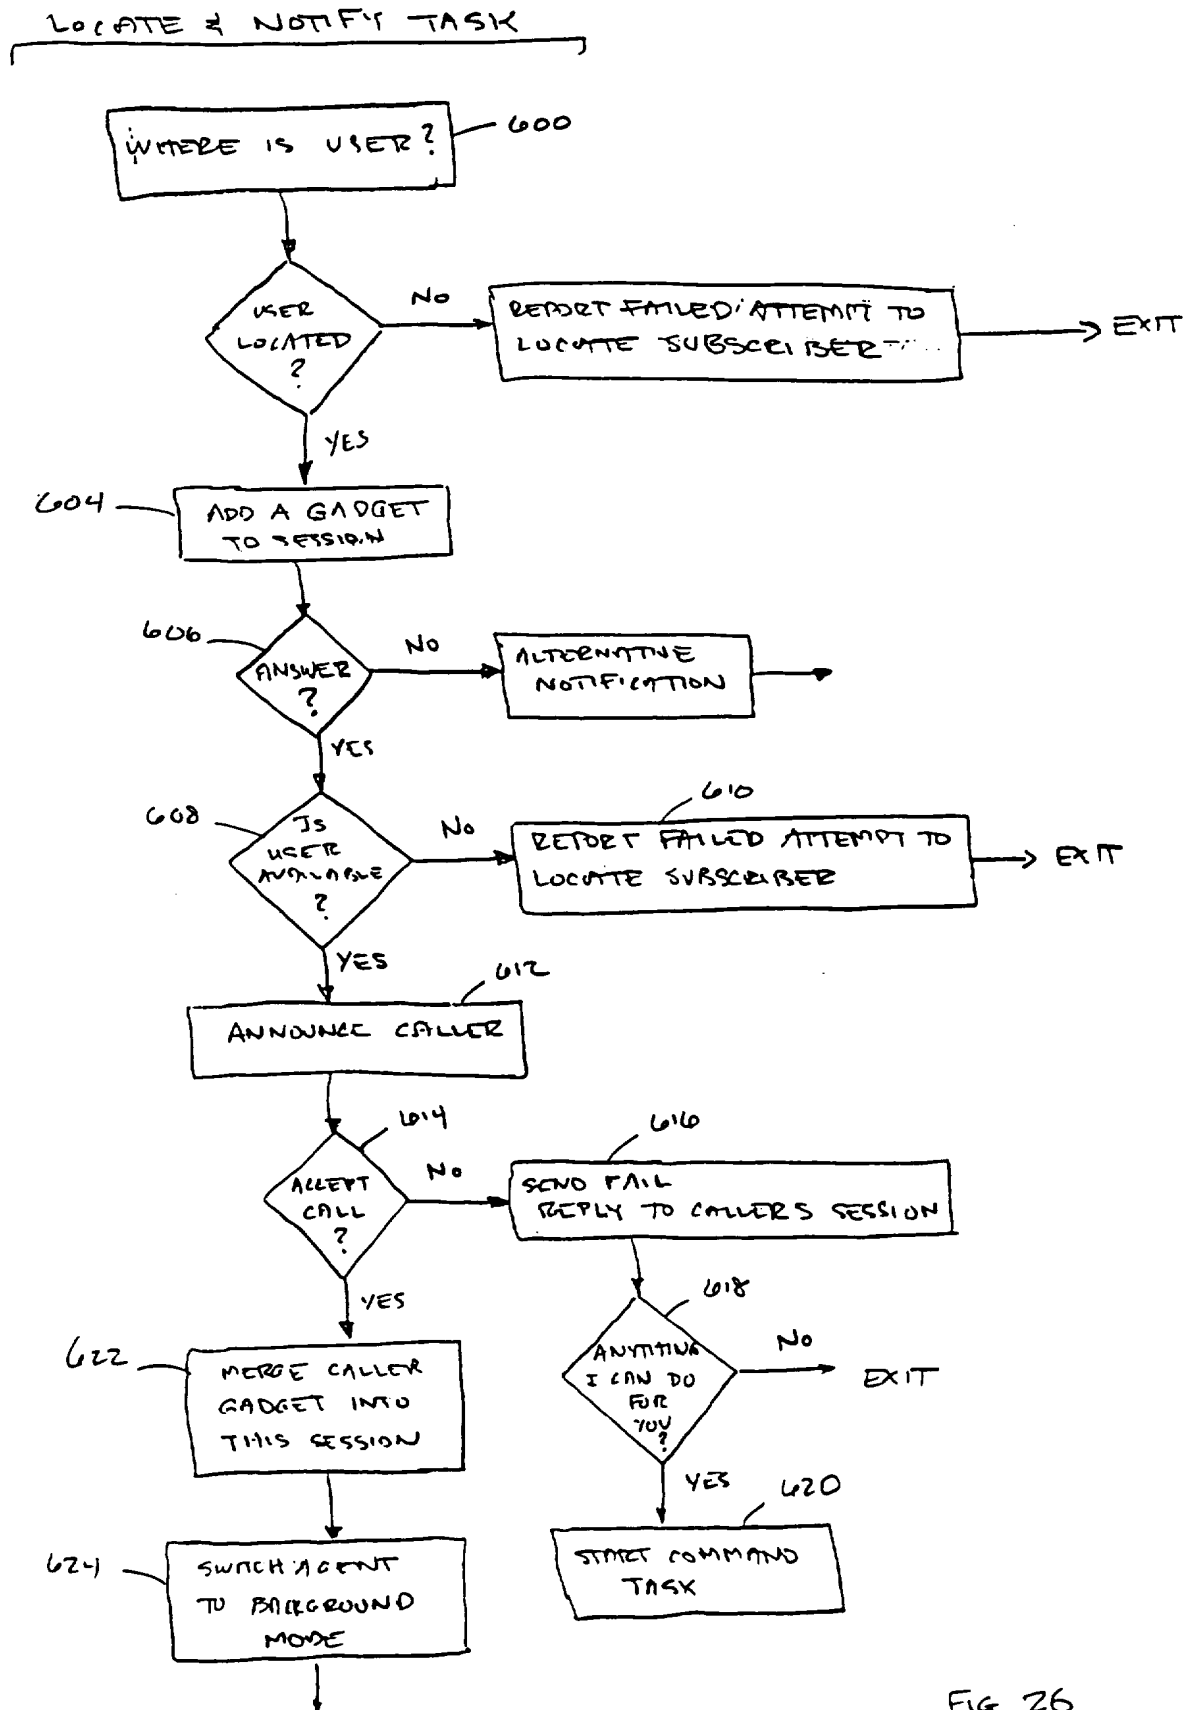 LOCATE & NOTIFY TASK
WHERE IS USER?
600
USER
LOCATED
?
NO
REPORT FAILED ATTEMPT TO
LOCATE SUBSCRIBER
EXIT
YES
604
ADD A GADGET
TO SESSION
606
ANSWER
?
NO
ALTERNATIVE
NOTIFICATION
YES
608
IS
USER
AVAILABLE
?
NO
610
REPORT FAILED ATTEMPT TO
LOCATE SUBSCRIBER
EXIT
YES
612
ANNOUNCE CALLER
614
ACCEPT
CALL
?
NO
616
SEND FAIL
REPLY TO CALLERS SESSION
YES
618
ANYTHING
I CAN DO
FOR
YOU
?
NO
EXIT
622
MERGE CALLER
GADGET INTO
THIS SESSION
YES
620
START COMMAND
TASK
624
SWITCH AGENT
TO BACKGROUND
MODE
FIG 26